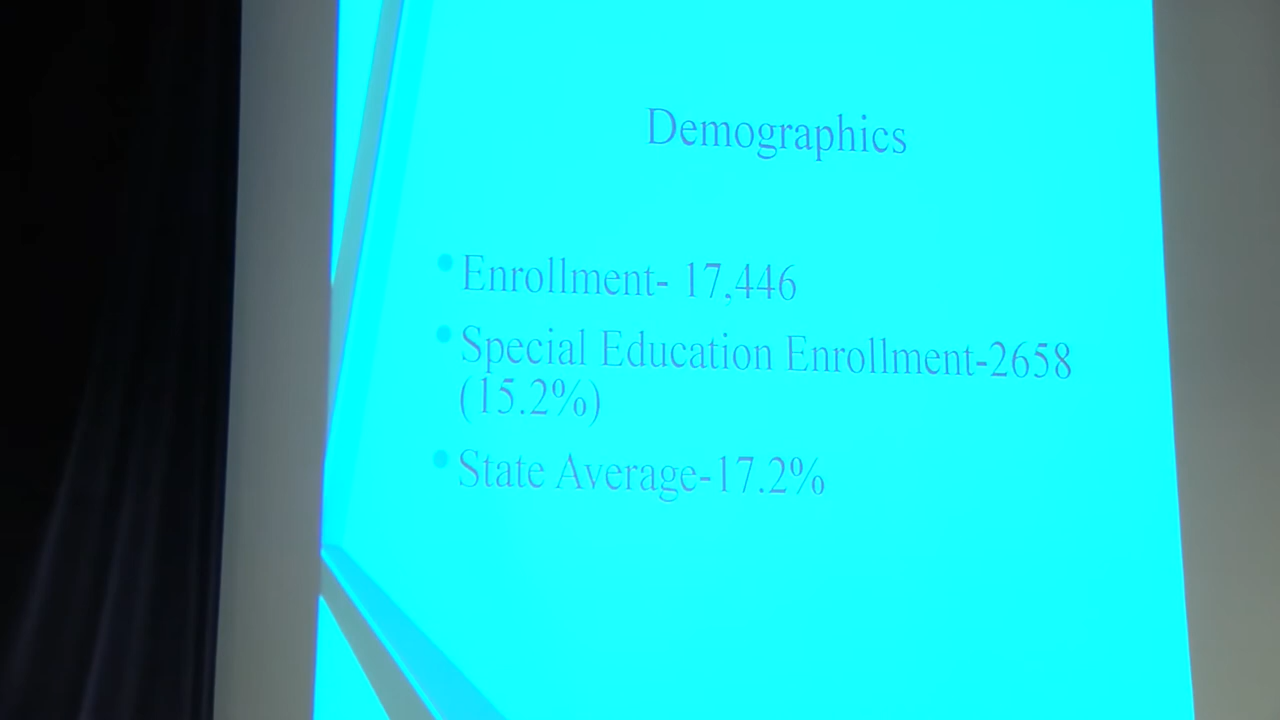 Demographics
Enrollment- 17,446
Special Education Enrollment-2658
(15.2%)
State Average-17.2%